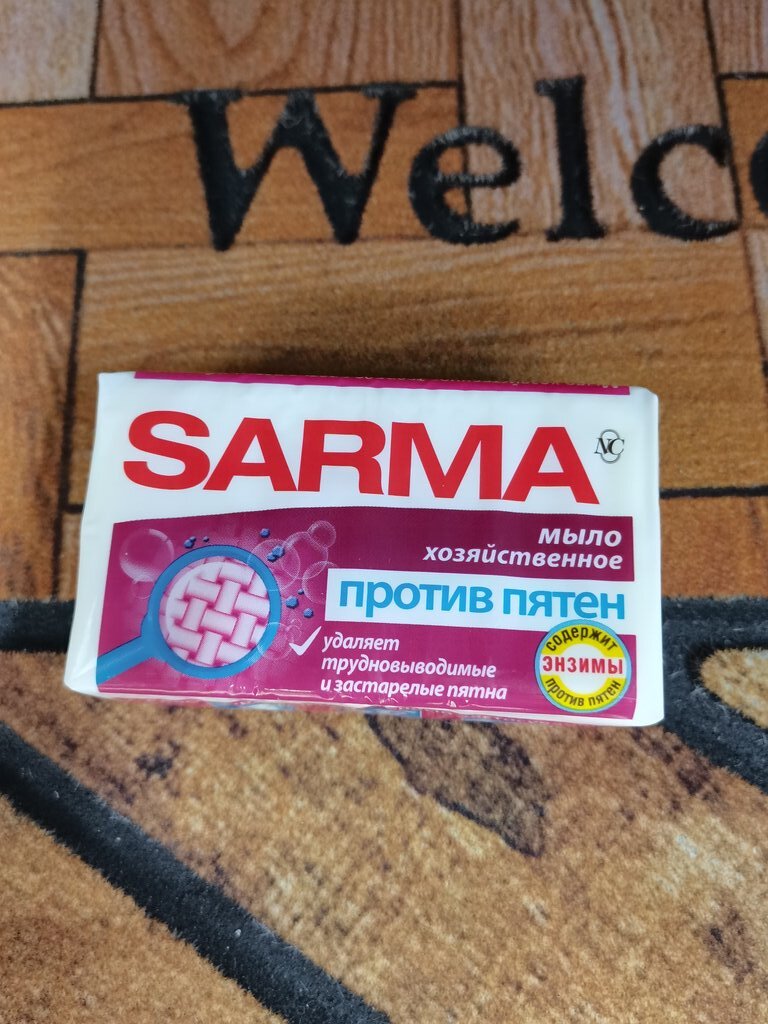 Welc
SARMA
NC
мыло
хозяйственное
против пятен
удаляет
трудновыводимые
и застарелые пятна
содержит
ЭНЗИМЫ
против пятен